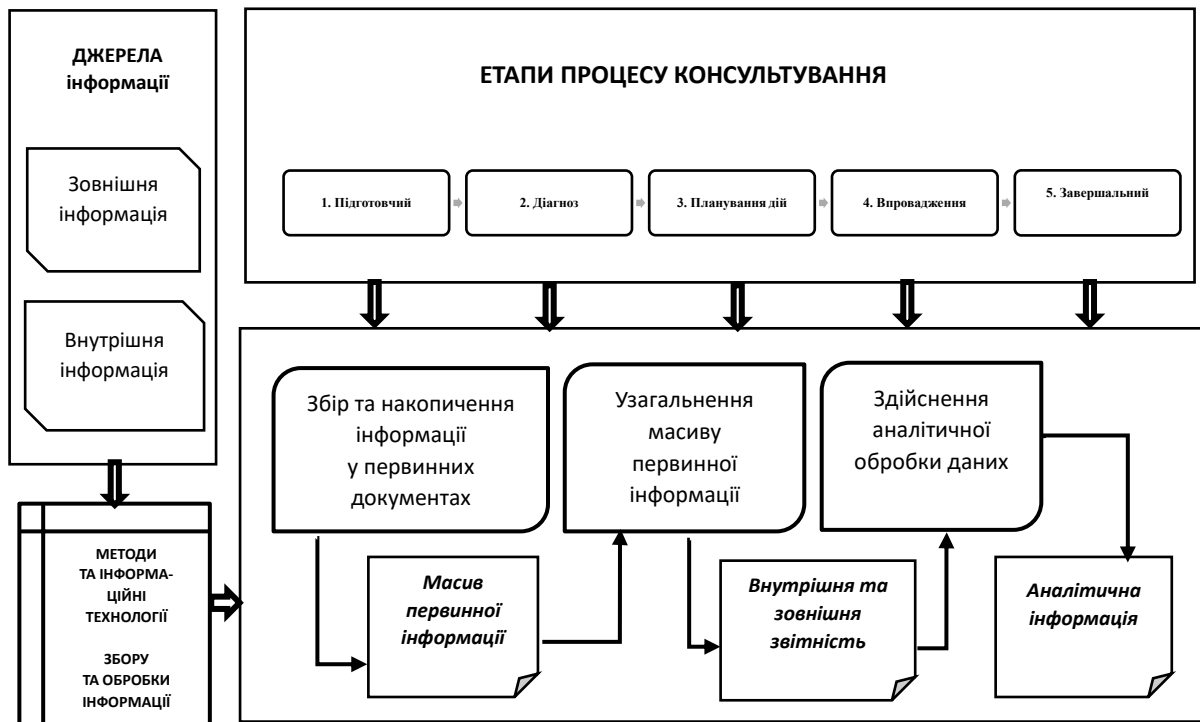 ДЖЕРЕЛА
інформації
Зовнішня
інформація
Внутрішня
інформація
МЕТОДИ
ТА ІНФОРМА-
ЦІЙНІ
ТЕХНОЛОГІЇ
ЗБОРУ
ТА ОБРОБКИ
ІНФОРМАЦІЇ
ЕТАПИ ПРОЦЕСУ КОНСУЛЬТУВАННЯ
1. Підготовчий
2. Діагноз
3. Планування дій
4. Впровадження
5. Завершальний
Збір та накопичення
інформації
у первинних
документах
Узагальнення
масиву
первинної
інформації
Здійснення
аналітичної
обробки даних
Масив
первинної
інформації
Внутрішня та
зовнішня
звітність
Аналітична
інформація